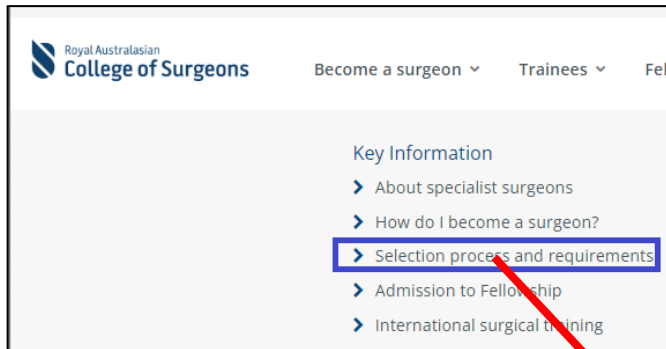 Royal Australasian
College of Surgeons
Become a surgeon
Trainees
Fel
Key Information
About specialist surgeons
How do I become a surgeon?
Selection process and requirements
Admission to Fellowship
International surgical training